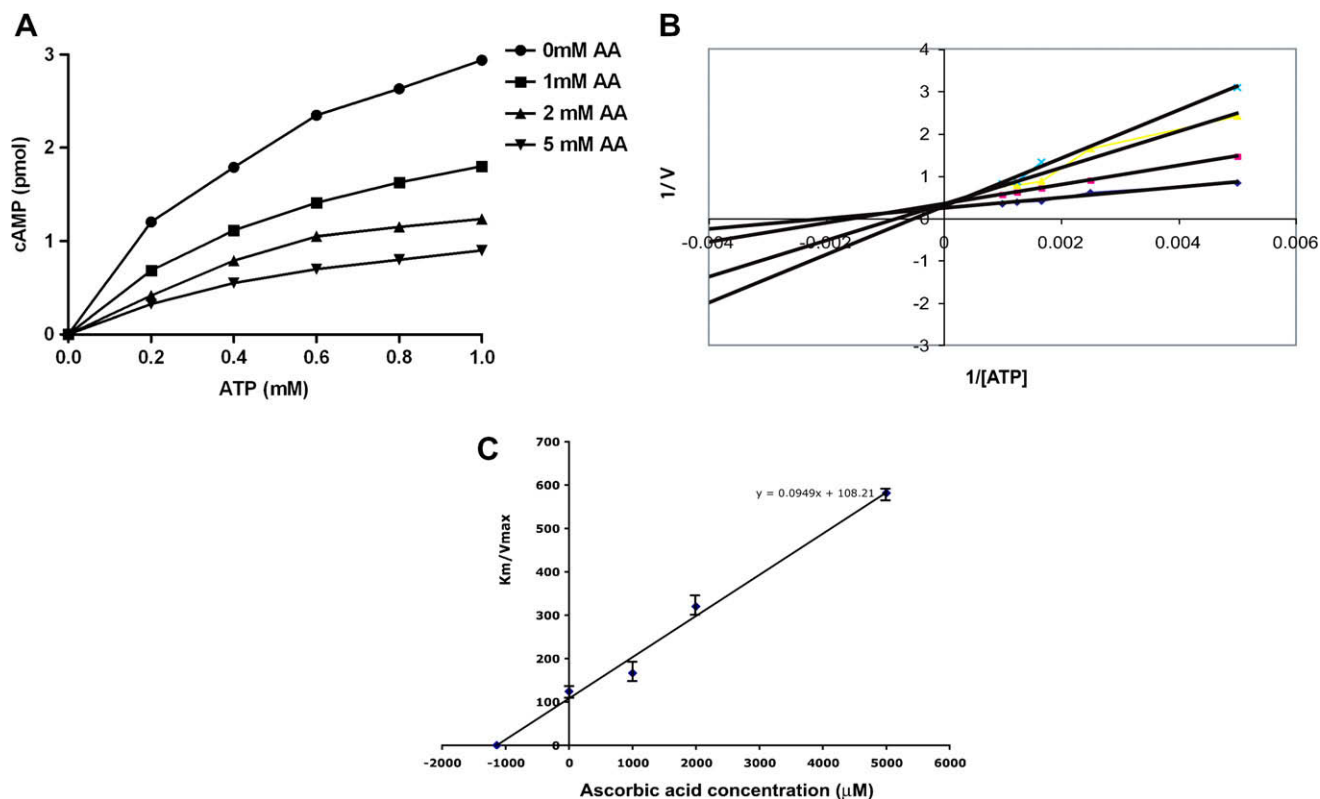 A
3
2
1
0
cAMP (pmol)
0.0 0.2 0.4 0.6 0.8 1.0
ATP (mM)
0mM AA
1mM AA
2 mM AA
5 mM AA
B
4
3
2
1
0
-1
-2
-3
1/ V
-0.004 -0.002 0 0.002 0.004 0.006
1/[ATP]
C
700
600
500
400
300
200
100
0
Km/Vmax
y = 0.0949x + 108.21
-2000 -1000 0 1000 2000 3000 4000 5000 6000
Ascorbic acid concentration (μM)